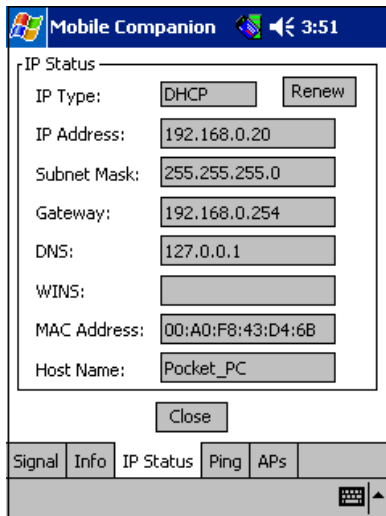 Mobile Companion 3:51
IP Status
IP Type: DHCP Renew
IP Address: 192.168.0.20
Subnet Mask: 255.255.255.0
Gateway: 192.168.0.254
DNS: 127.0.0.1
WINS:
MAC Address: 00:A0:F8:43:D4:6B
Host Name: Pocket_PC
Close
Signal Info IP Status Ping APs